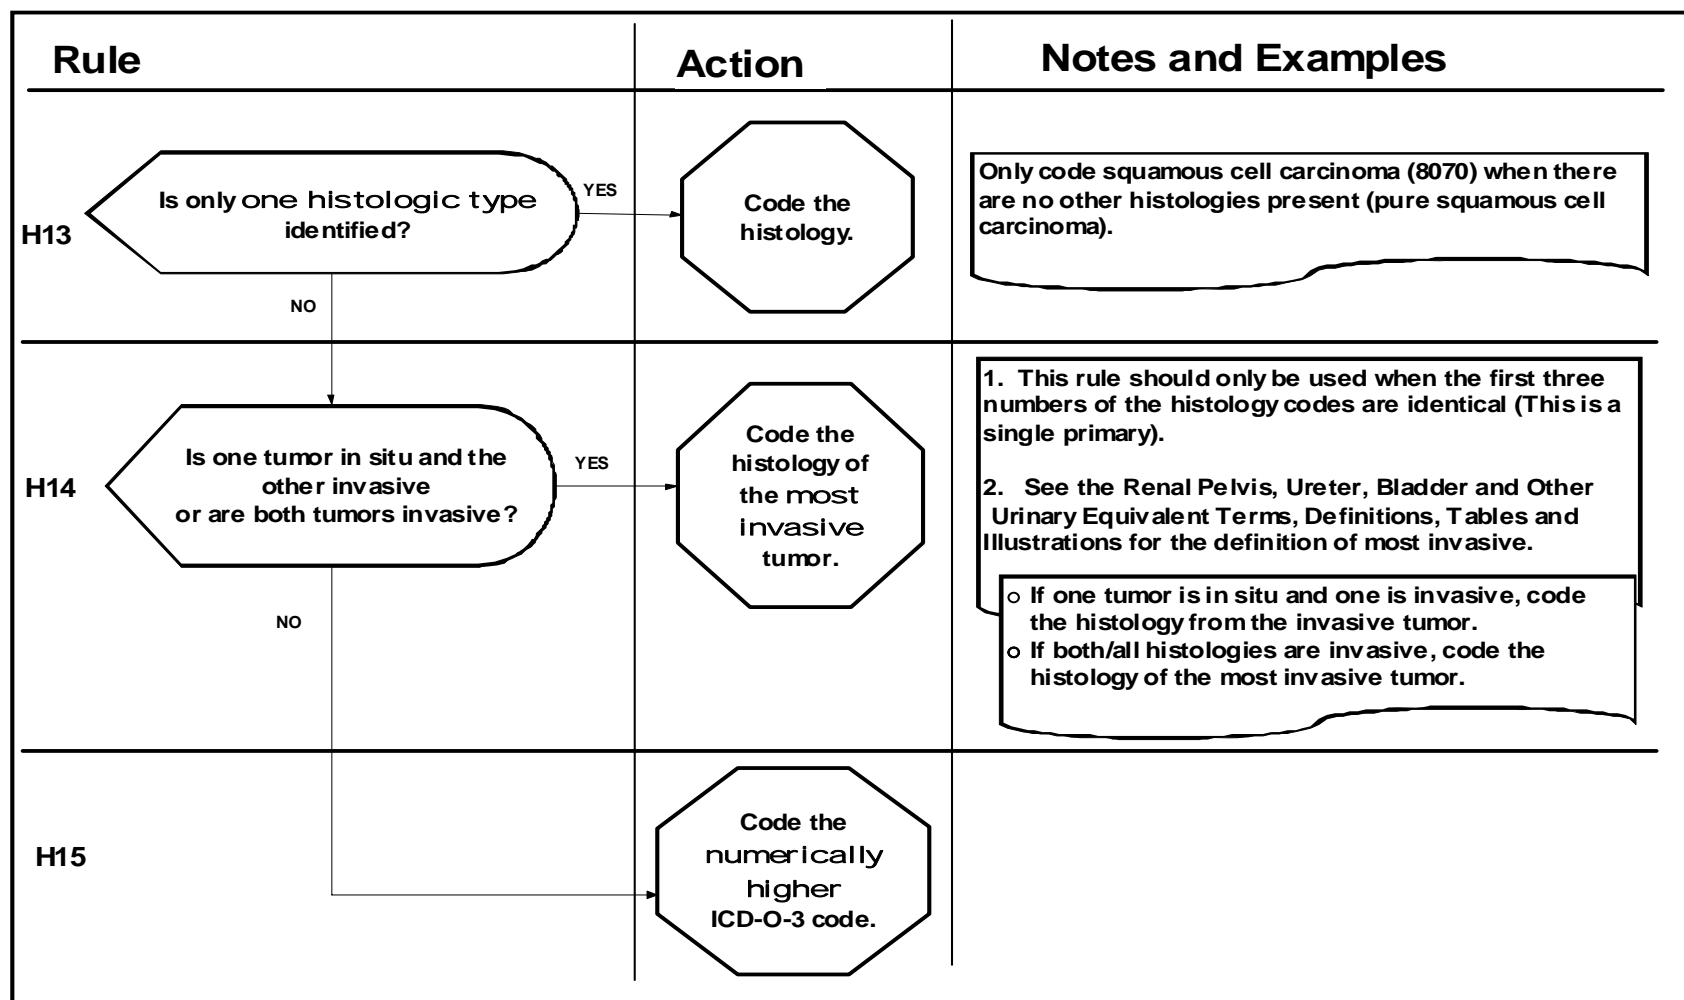 Rule
Action
Notes and Examples
H13
Is only one histologic type
identified?
YES
NO
Code the
histology.
Only code squamous cell carcinoma (8070) when there
are no other histologies present (pure squamous cell
carcinoma).
H14
Is one tumor in situ and the
other invasive
or are both tumors invasive?
YES
NO
Code the
histology of
the most
invasive
tumor.
1. This rule should only be used when the first three
numbers of the histology codes are identical (This is a
single primary).
2. See the Renal Pelvis, Ureter, Bladder and Other
Urinary Equivalent Terms, Definitions, Tables and
Illustrations for the definition of most invasive.
o If one tumor is in situ and one is invasive, code
the histology from the invasive tumor.
o If both/all histologies are invasive, code the
histology of the most invasive tumor.
H15
Code the
numerically
higher
ICD-O-3 code.